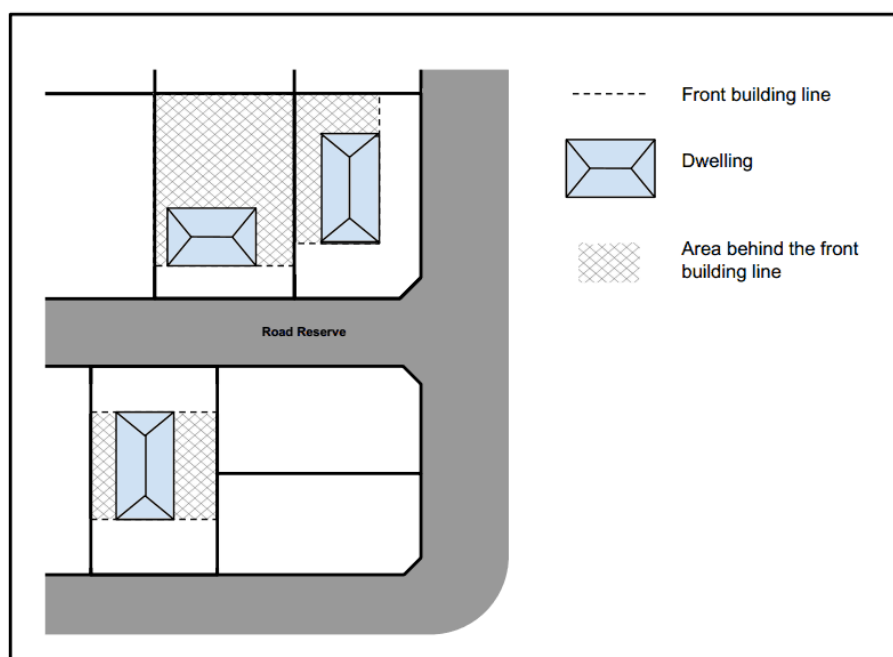 Front building line
Dwelling
Area behind the front
building line
Road Reserve